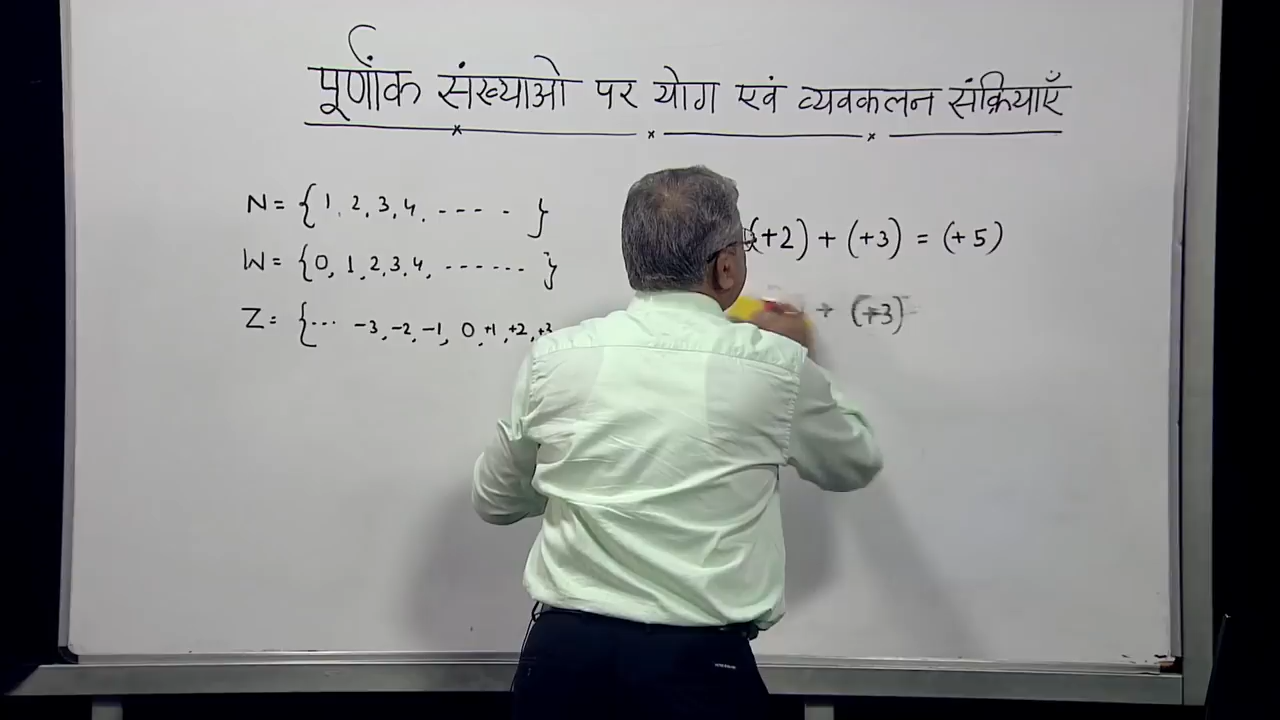 पूर्णांक संख्याओ पर योग एवं व्यवकलन संक्रियाएँ
N = { 1, 2, 3, 4, ---- - }
W = { 0, 1, 2, 3, 4, ------- }
Z = { ... -3, -2, -1, 0, +1, +2, +3
(+2) + (+3) = (+5)
+ (+3)